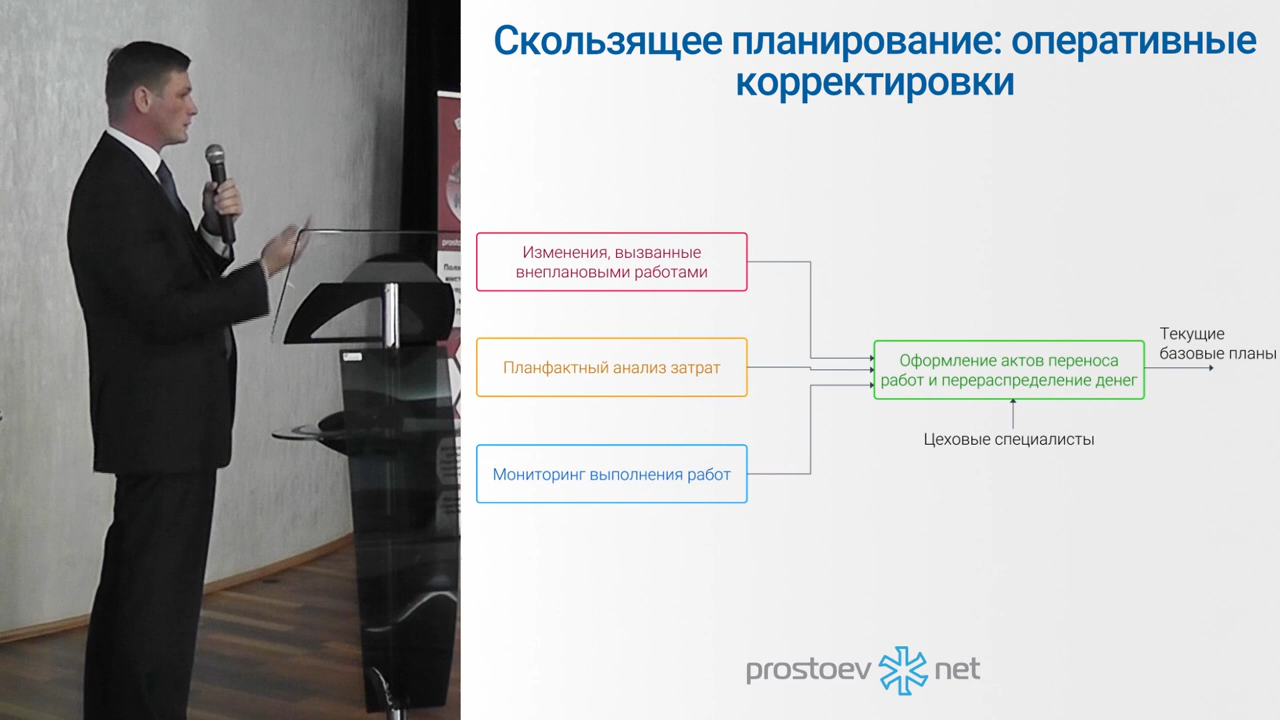 Скользящее планирование: оперативные
корректировки
Изменения, вызванные
внеплановыми работами
Планфактный анализ затрат
Мониторинг выполнения работ
Оформление актов переноса
работ и перераспределение денег
Цеховые специалисты
Текущие
базовые планы
prostoev net